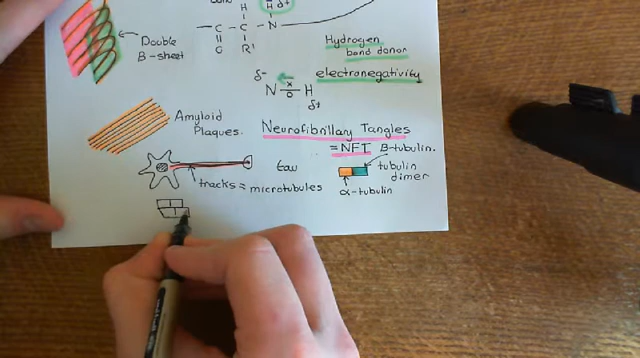 H H δ+
— C — C — N
O R'
Double
B-sheet
Hydrogen
bond donor
electronegativity
δ-
N x H
o δ+
Amyloid
Plaques.
Neurofibrillary Tangles
= NFT
B-tubulin.
tau
tubulin
dimer
tracks = microtubules
α-tubulin